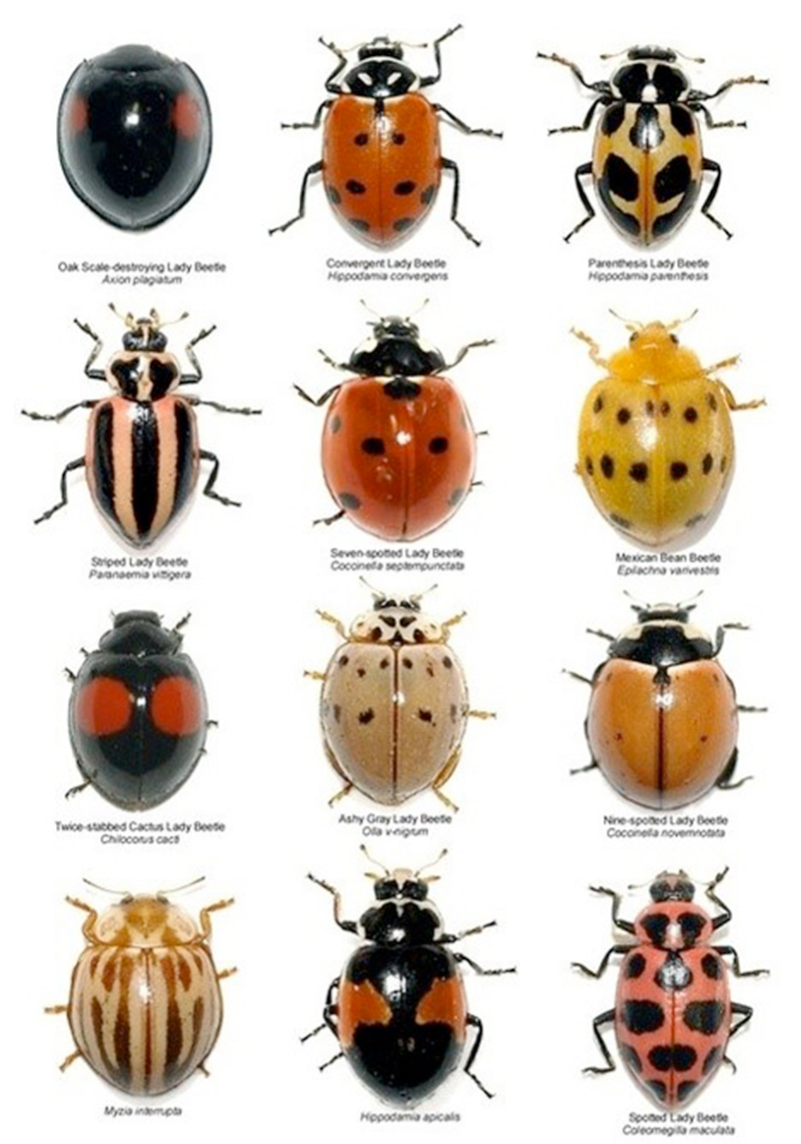 Oak Scale-destroying Lady Beetle
Axion plagiatum
Convergent Lady Beetle
Hippodamia convergens
Parenthesis Lady Beetle
Hippodamia parenthesis
Striped Lady Beetle
Paranaemia vittigera
Seven-spotted Lady Beetle
Coccinella septempunctata
Mexican Bean Beetle
Epilachna varivestris
Twice-stabbed Cactus Lady Beetle
Chilocorus cacti
Ashy Gray Lady Beetle
Olla v-nigrum
Nine-spotted Lady Beetle
Coccinella novemnotata
Myzia interrupta
Hippodamia apicalis
Spotted Lady Beetle
Coleomegilla maculata